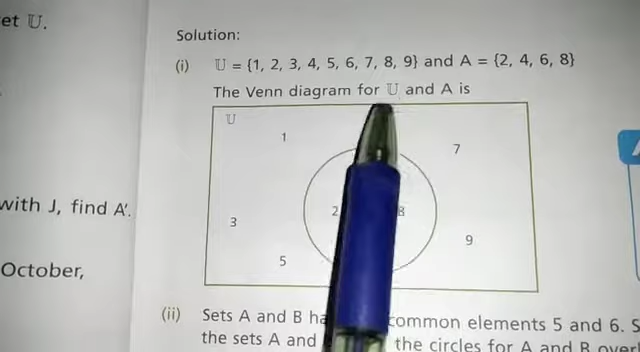 et 𝕌.
Solution:
(i) 𝕌 = {1, 2, 3, 4, 5, 6, 7, 8, 9} and A = {2, 4, 6, 8}
The Venn diagram for 𝕌 and A is
𝕌
1
7
2
8
3
9
5
with J, find A′.
October,
(ii) Sets A and B common elements 5 and 6.
the sets A and the circles for A and B